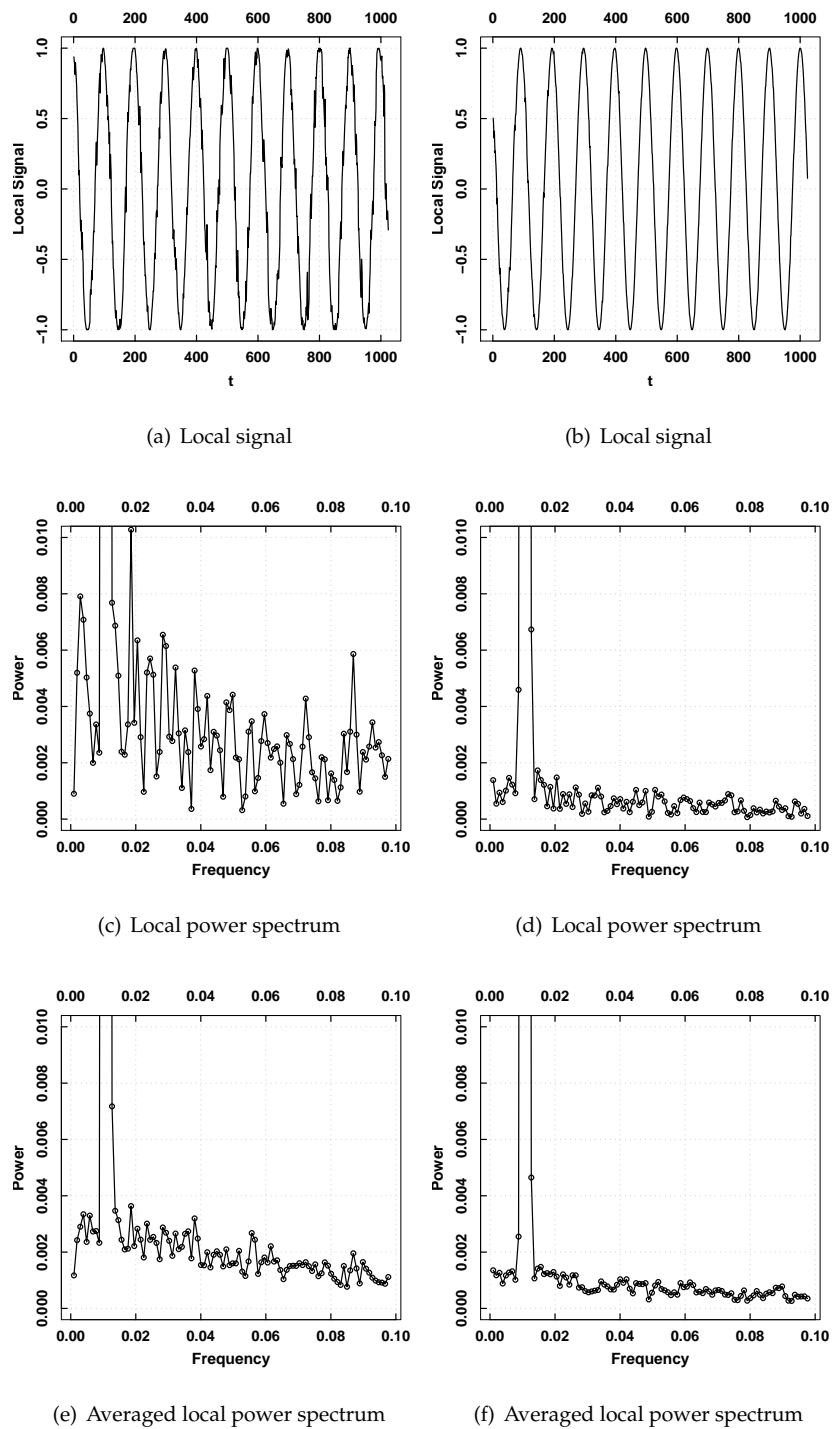 0 200 400 600 800 1000
1.0
0.5
0.0
−0.5
−1.0
Local Signal
0 200 400 600 800 1000
t
(a) Local signal
0 200 400 600 800 1000
1.0
0.5
0.0
−0.5
−1.0
Local Signal
0 200 400 600 800 1000
t
(b) Local signal
0.00 0.02 0.04 0.06 0.08 0.10
0.010
0.008
0.006
0.004
0.002
0.000
Power
0.00 0.02 0.04 0.06 0.08 0.10
Frequency
(c) Local power spectrum
0.00 0.02 0.04 0.06 0.08 0.10
0.010
0.008
0.006
0.004
0.002
0.000
Power
0.00 0.02 0.04 0.06 0.08 0.10
Frequency
(d) Local power spectrum
0.00 0.02 0.04 0.06 0.08 0.10
0.010
0.008
0.006
0.004
0.002
0.000
Power
0.00 0.02 0.04 0.06 0.08 0.10
Frequency
(e) Averaged local power spectrum
0.00 0.02 0.04 0.06 0.08 0.10
0.010
0.008
0.006
0.004
0.002
0.000
Power
0.00 0.02 0.04 0.06 0.08 0.10
Frequency
(f) Averaged local power spectrum